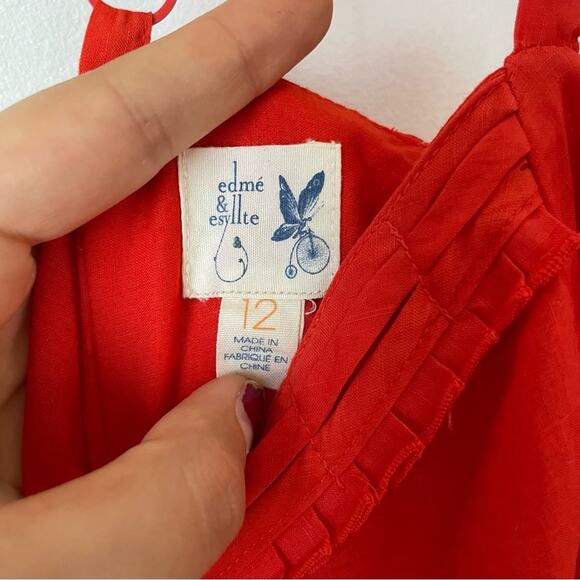 edmé
&
esyllte
12
MADE IN
CHINA
FABRIQUÉ EN
CHINE